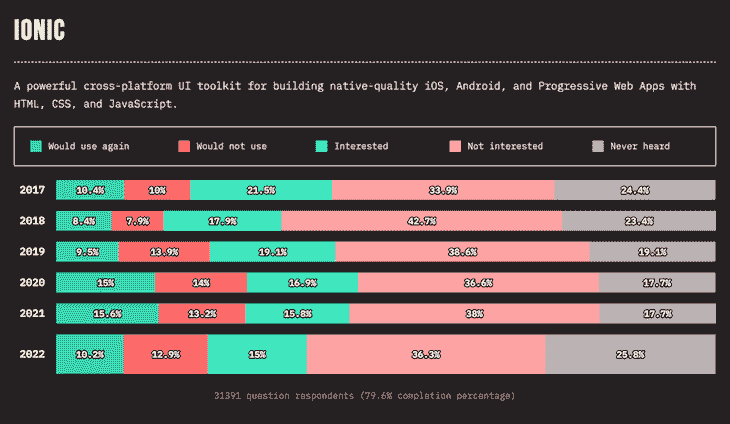 IONIC
A powerful cross-platform UI toolkit for building native-quality iOS, Android, and Progressive Web Apps with
HTML, CSS, and JavaScript.
Would use again Would not use Interested Not interested Never heard
2017 10.4% 10% 21.5% 33.9% 24.4%
2018 8.4% 7.9% 17.9% 42.7% 23.4%
2019 9.5% 13.9% 19.1% 38.6% 19.1%
2020 15% 14% 16.9% 36.6% 17.7%
2021 15.6% 13.2% 15.8% 38% 17.7%
2022 10.2% 12.9% 15% 36.3% 25.8%
31391 question respondents (79.6% completion percentage)